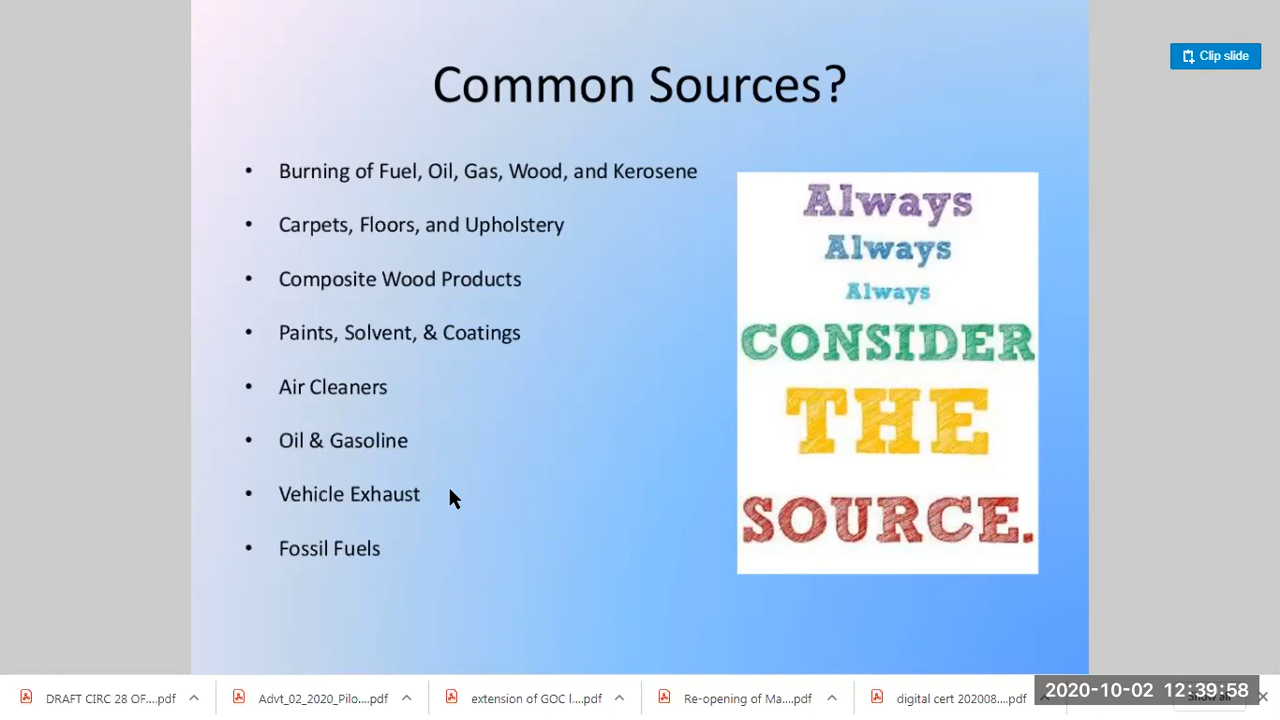 Clip slide
Common Sources?
• Burning of Fuel, Oil, Gas, Wood, and Kerosene
• Carpets, Floors, and Upholstery
• Composite Wood Products
• Paints, Solvent, & Coatings
• Air Cleaners
• Oil & Gasoline
• Vehicle Exhaust
• Fossil Fuels
Always
Always
Always
CONSIDER
THE
SOURCE.
DRAFT CIRC 28 OF....pdf
Advt_02_2020_Pilo....pdf
extension of GOC l....pdf
Re-opening of Ma....pdf
digital cert 202008....pdf
2020-10-02 12:39:58